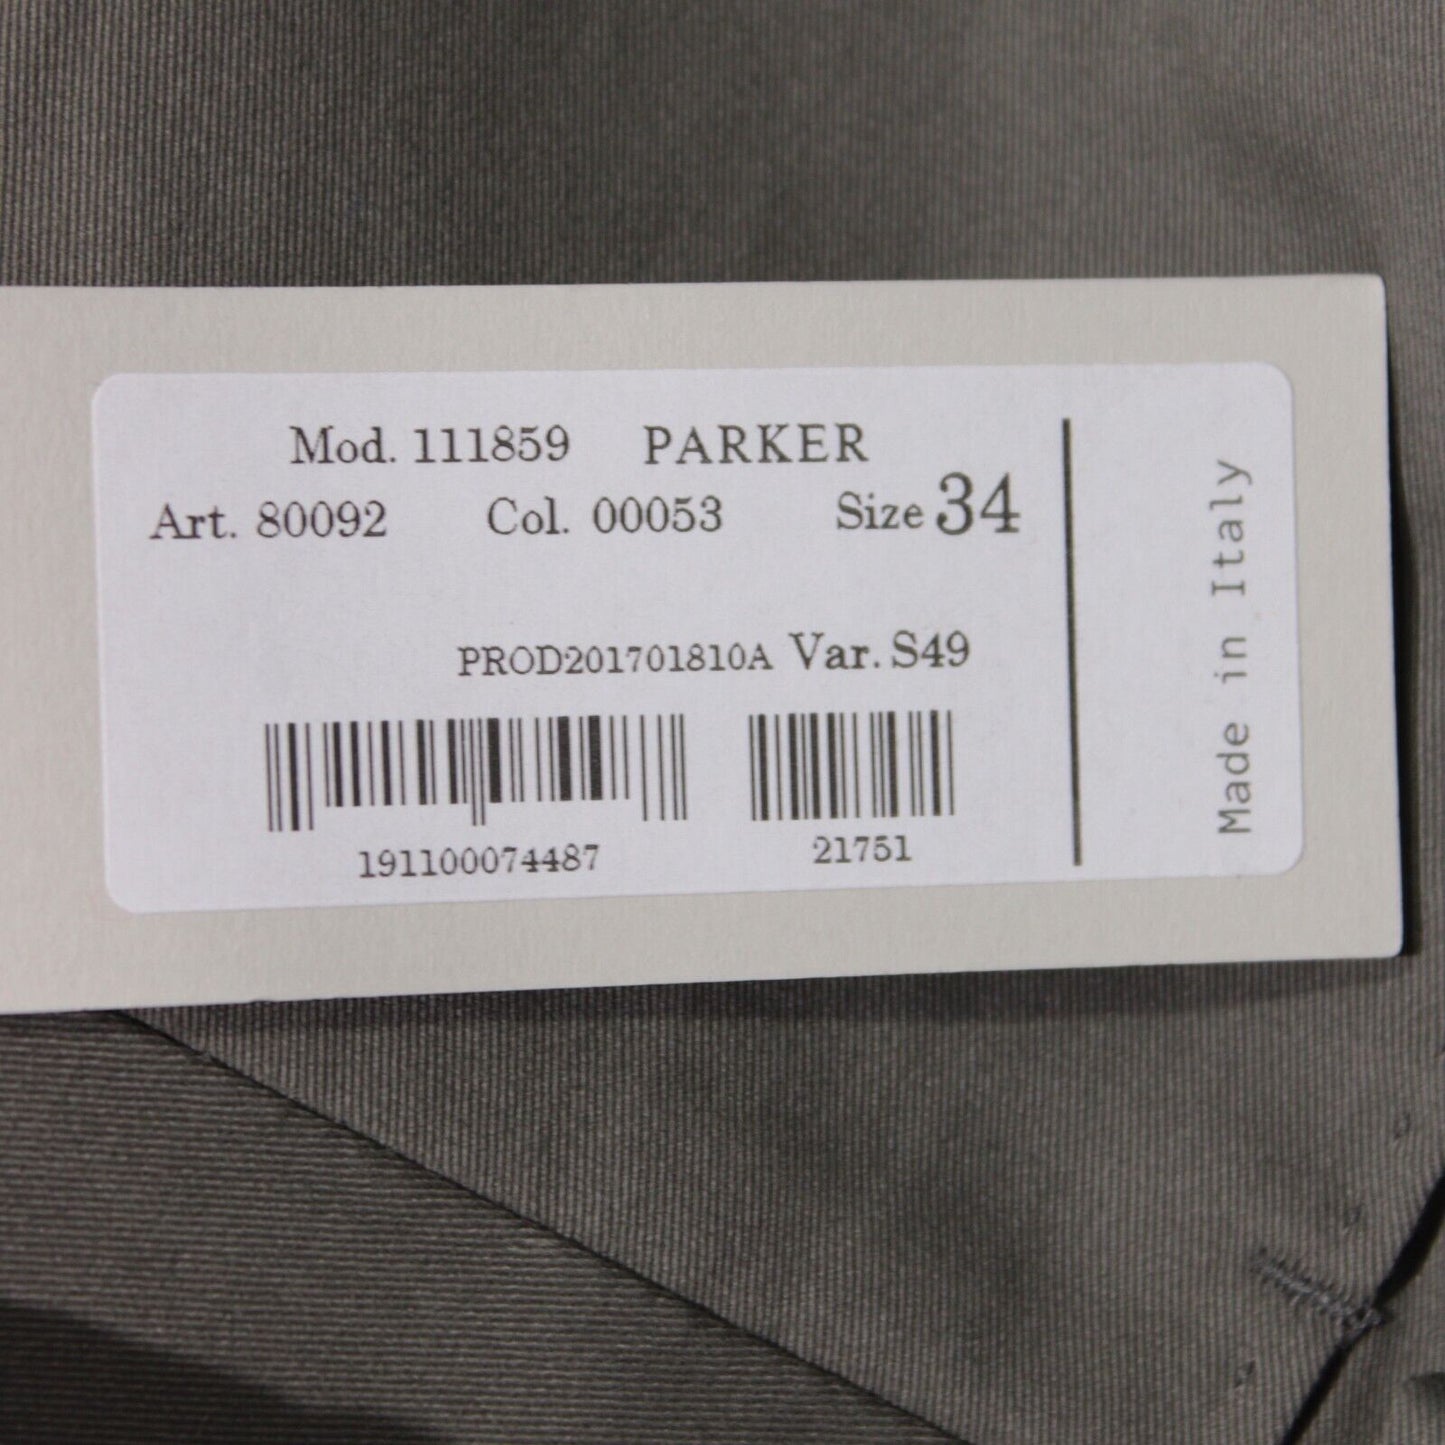 Mod. 111859 PARKER
Art. 80092 Col. 00053 Size 34
PROD201701810A Var. S49
191100074487
21751
Made in Italy